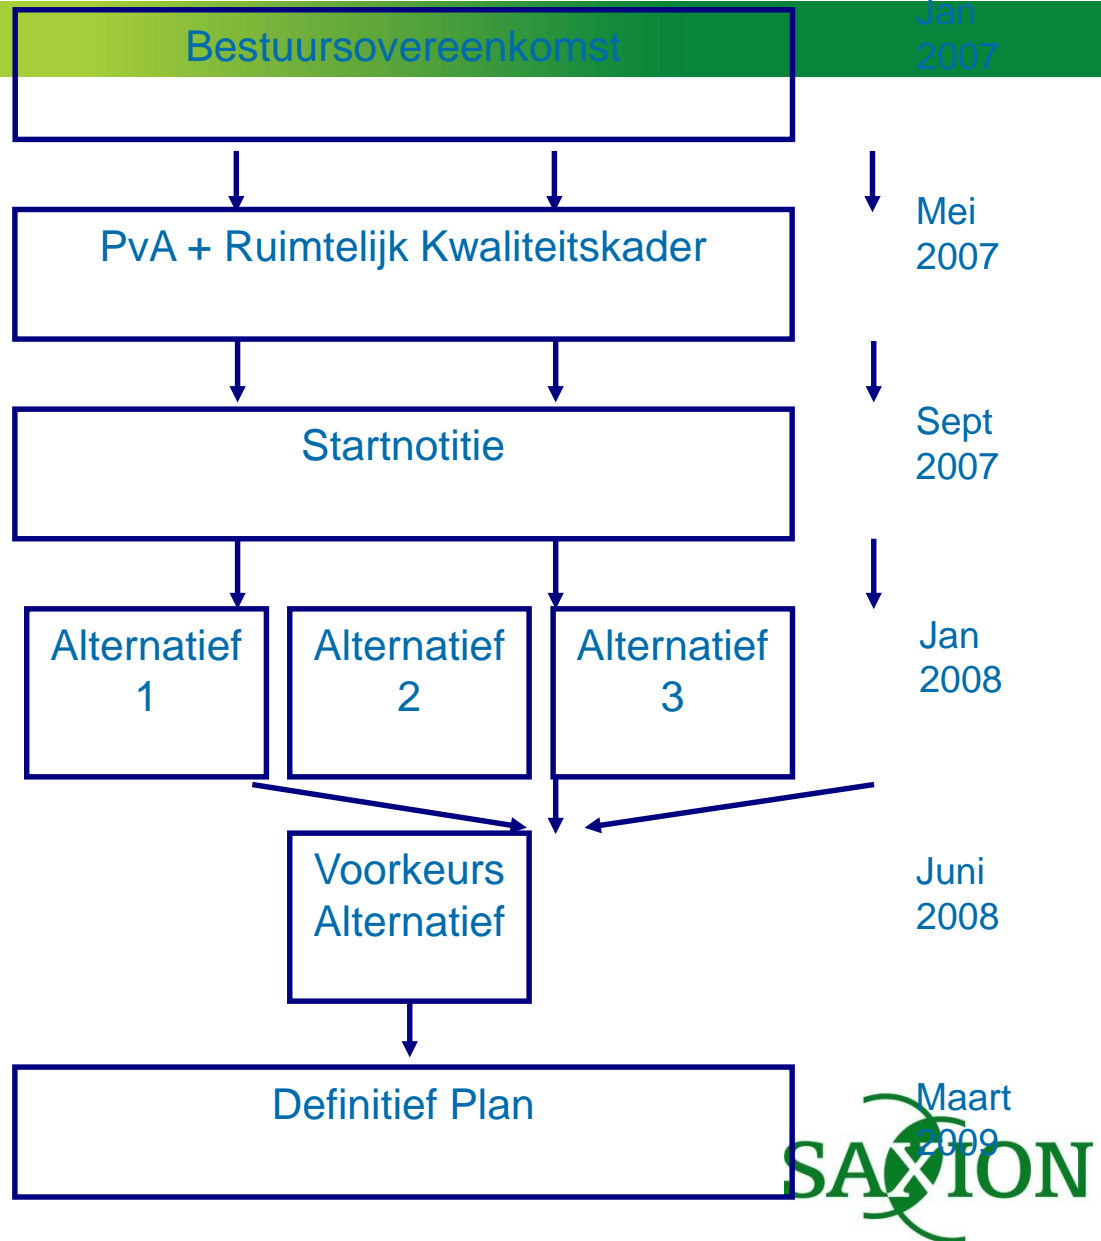 Bestuursovereenkomst
Jan
2007
PvA + Ruimtelijk Kwaliteitskader
Mei
2007
Startnotitie
Sept
2007
Alternatief
1
Alternatief
2
Alternatief
3
Jan
2008
Voorkeurs
Alternatief
Juni
2008
Definitief Plan
Maart
2009
SAXION